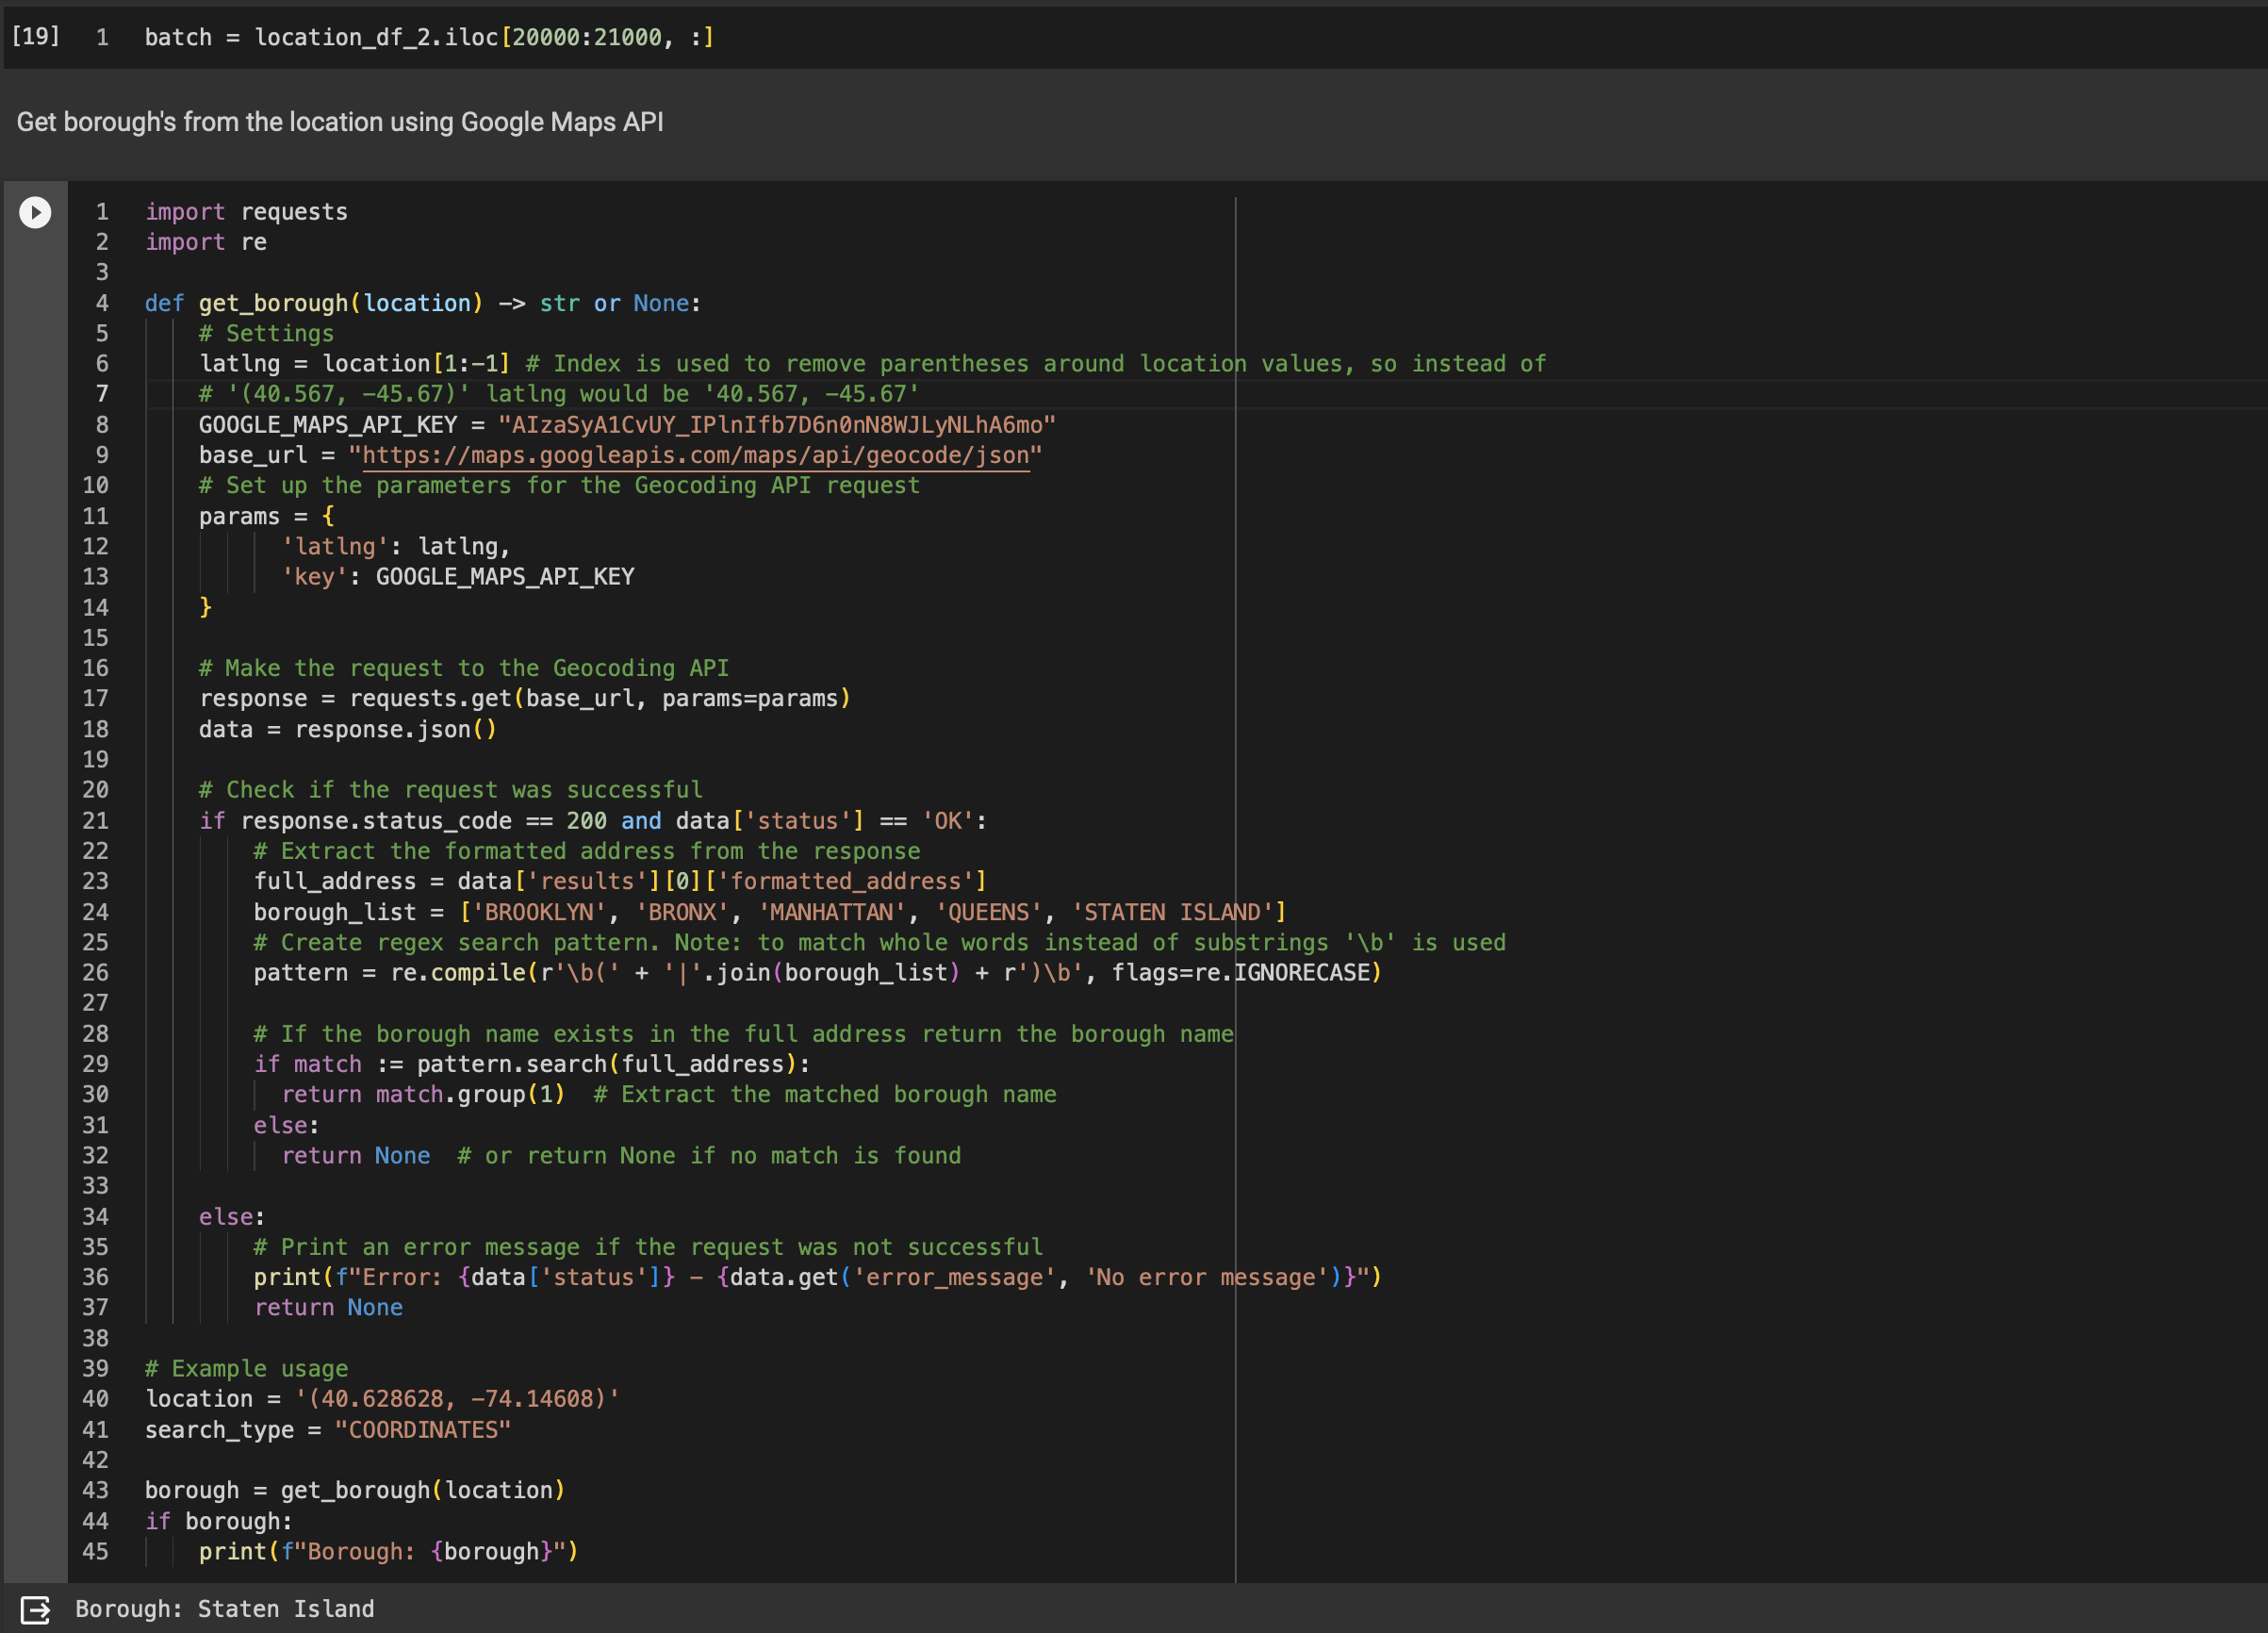 [19] 1 batch = location_df_2.iloc[20000:21000, :]
Get borough's from the location using Google Maps API
1 import requests
2 import re
3
4 def get_borough(location) -> str or None:
5     # Settings
6     latlng = location[1:-1] # Index is used to remove parentheses around location values, so instead of
7     # '(40.567, -45.67)' latlng would be '40.567, -45.67'
8     GOOGLE_MAPS_API_KEY = "AIzaSyA1CvUY_IPlnIfb7D6n0nN8WJLyNLhA6mo"
9     base_url = "https://maps.googleapis.com/maps/api/geocode/json"
10     # Set up the parameters for the Geocoding API request
11     params = {
12           'latlng': latlng,
13           'key': GOOGLE_MAPS_API_KEY
14     }
15
16     # Make the request to the Geocoding API
17     response = requests.get(base_url, params=params)
18     data = response.json()
19
20     # Check if the request was successful
21     if response.status_code == 200 and data['status'] == 'OK':
22         # Extract the formatted address from the response
23         full_address = data['results'][0]['formatted_address']
24         borough_list = ['BROOKLYN', 'BRONX', 'MANHATTAN', 'QUEENS', 'STATEN ISLAND']
25         # Create regex search pattern. Note: to match whole words instead of substrings '\b' is used
26         pattern = re.compile(r'\b(' + '|'.join(borough_list) + r')\b', flags=re.IGNORECASE)
27
28         # If the borough name exists in the full address return the borough name
29         if match := pattern.search(full_address):
30           return match.group(1)  # Extract the matched borough name
31         else:
32           return None  # or return None if no match is found
33
34     else:
35         # Print an error message if the request was not successful
36         print(f"Error: {data['status']} - {data.get('error_message', 'No error message')}")
37         return None
38
39 # Example usage
40 location = '(40.628628, -74.14608)'
41 search_type = "COORDINATES"
42
43 borough = get_borough(location)
44 if borough:
45     print(f"Borough: {borough}")
Borough: Staten Island